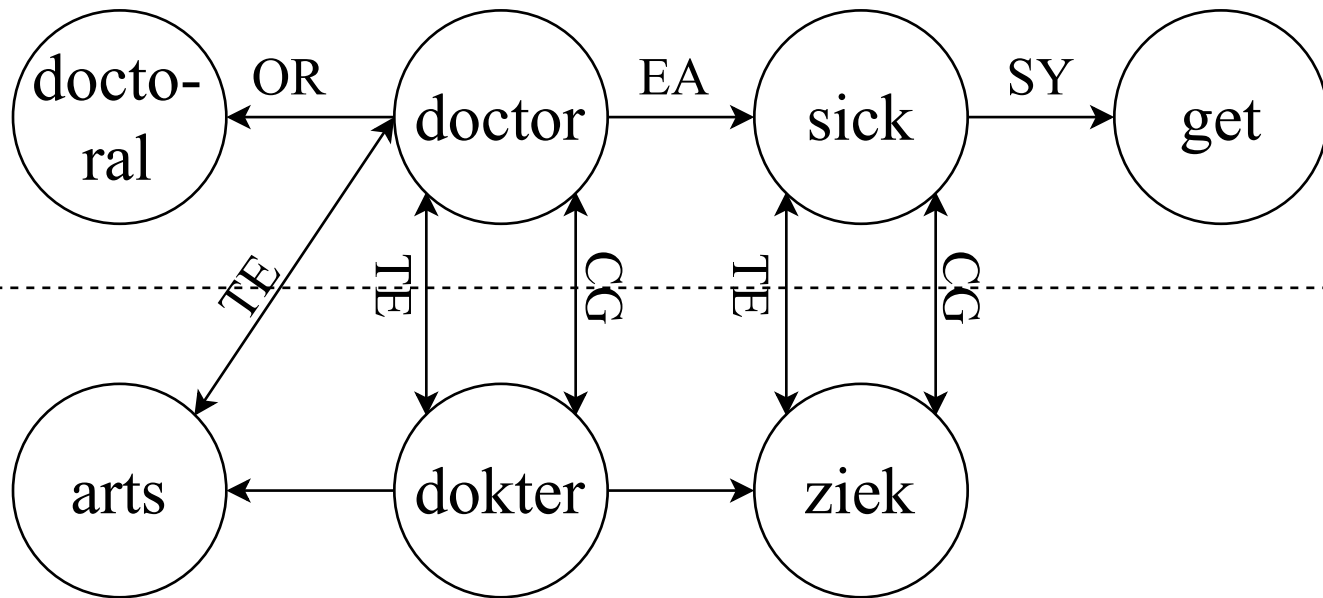 docto-
ral
OR
doctor
EA
sick
SY
get
TE
TE
CG
TE
CG
arts
dokter
ziek